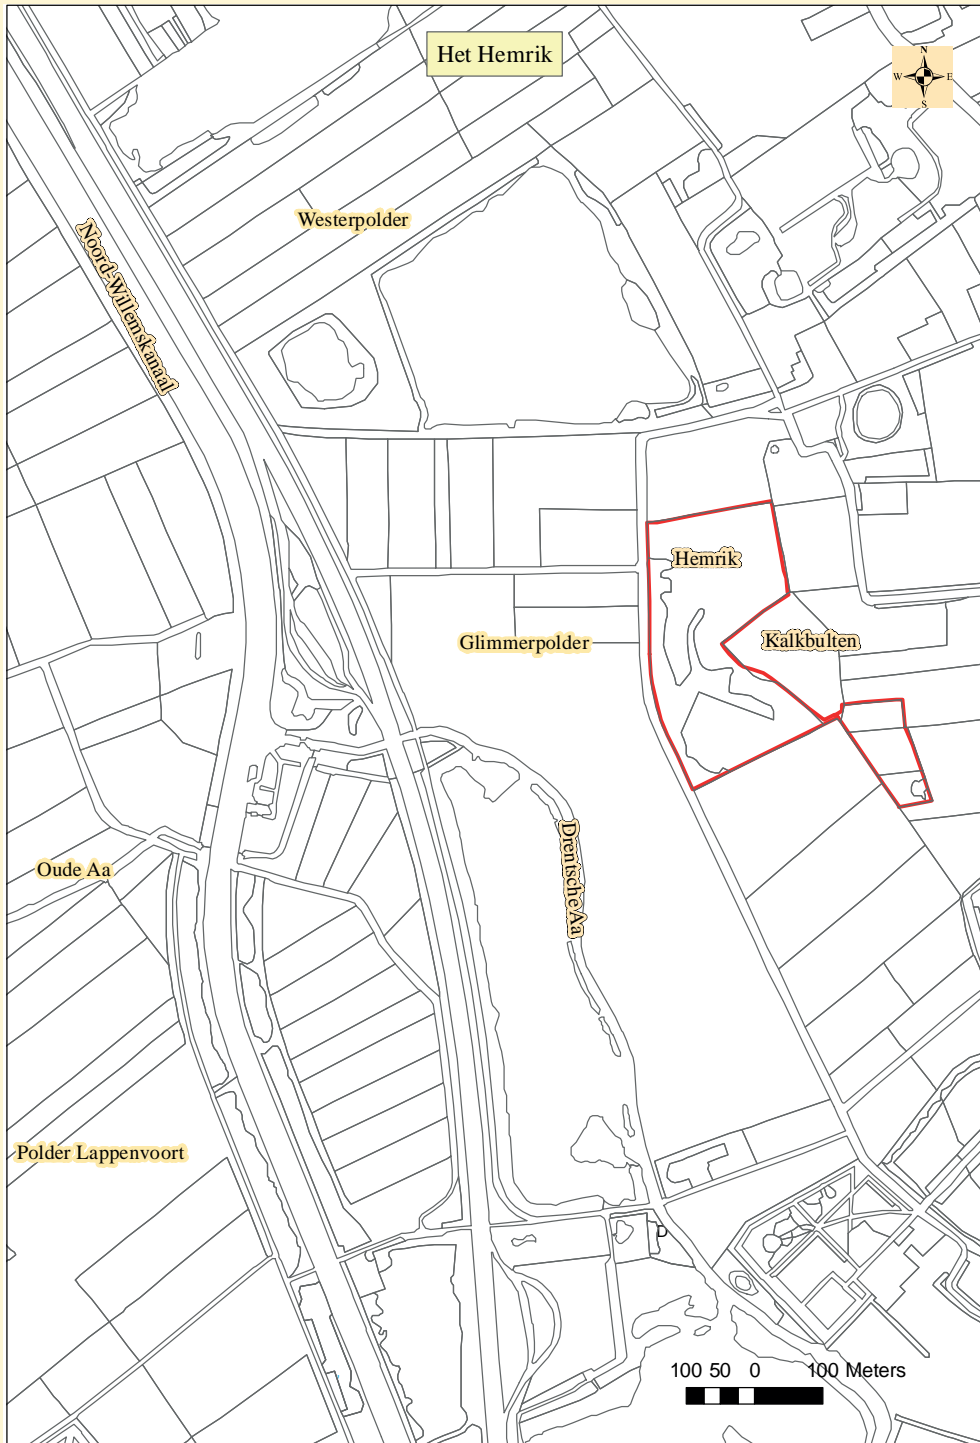 Het Hemrik
N
W E
S
Westerpolder
Noord-Willemskanaal
Hemrik
Glimmerpolder
Kalkbulten
Drentsche Aa
Oude Aa
Polder Lappenvoort
D
100 50 0 100 Meters